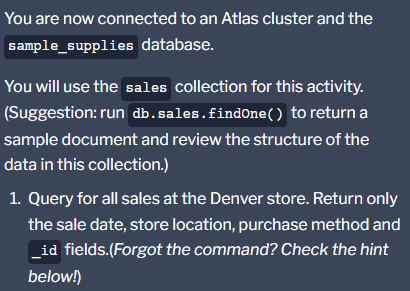 You are now connected to an Atlas cluster and the
sample_supplies database.
You will use the sales collection for this activity.
(Suggestion: run db.sales.findOne() to return a
sample document and review the structure of the
data in this collection.)
1. Query for all sales at the Denver store. Return only
the sale date, store location, purchase method and
_id fields.(Forgot the command? Check the hint
below!)